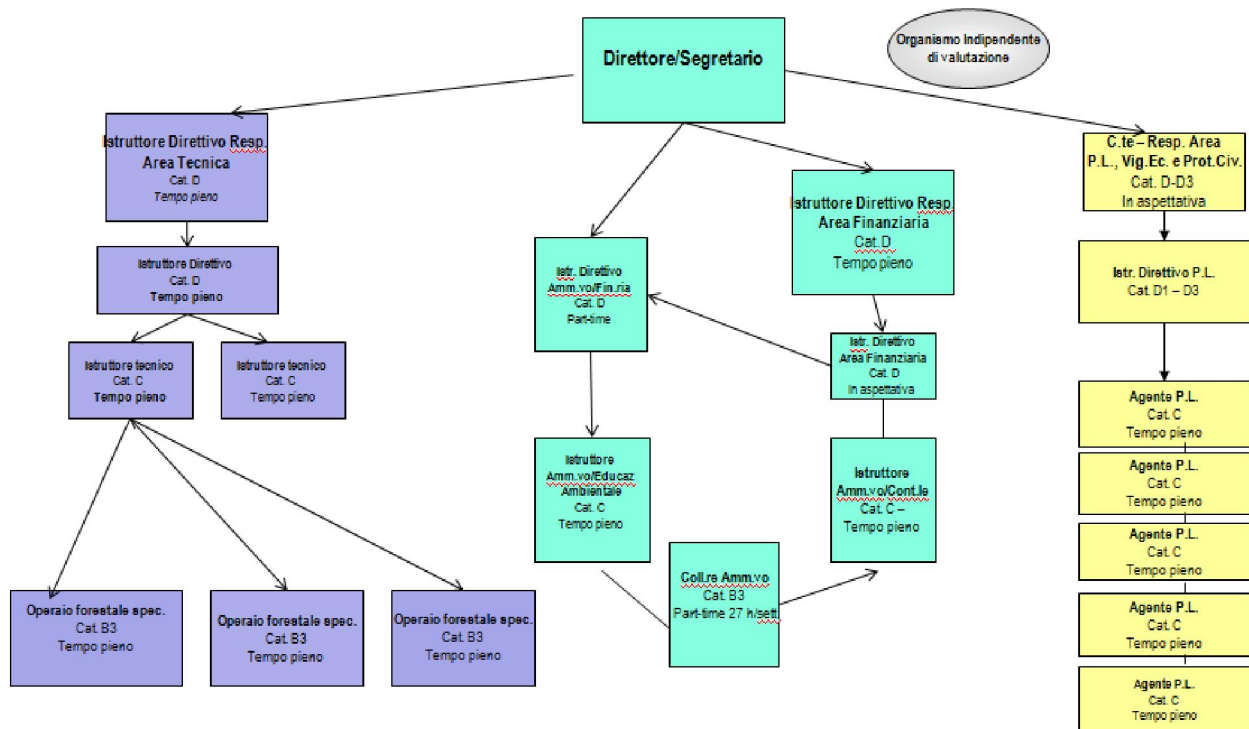 Direttore/Segretario
Organismo Indipendente
di valutazione
Istruttore Direttivo Resp.
Area Tecnica
Cat. D
Tempo pieno
Istruttore Direttivo
Cat. D
Tempo pieno
Istruttore tecnico
Cat. C
Tempo pieno
Istruttore tecnico
Cat. C
Tempo pieno
Operaio forestale spec.
Cat. B3
Tempo pieno
Operaio forestale spec.
Cat. B3
Tempo pieno
Operaio forestale spec.
Cat. B3
Tempo pieno
Istr. Direttivo
Amm.vo/Fin.ria
Cat. D
Part-time
Istruttore
Amm.vo/Educaz
Ambientale
Cat. C
Tempo pieno
Coll.re Amm.vo
Cat. B3
Part-time 27 h/sett.
Istruttore Direttivo Resp.
Area Finanziaria
Cat. D
Tempo pieno
Istr. Direttivo
Area Finanziaria
Cat. D
In aspettativa
Istruttore
Amm.vo/Cont.le
Cat. C –
Tempo pieno
C.te – Resp. Area
P.L., Vig.Ec. e Prot.Civ.
Cat. D-D3
In aspettativa
Istr. Direttivo P.L.
Cat. D1 – D3
Agente P.L.
Cat. C
Tempo pieno
Agente P.L.
Cat. C
Tempo pieno
Agente P.L.
Cat. C
Tempo pieno
Agente P.L.
Cat. C
Tempo pieno
Agente P.L.
Cat. C
Tempo pieno